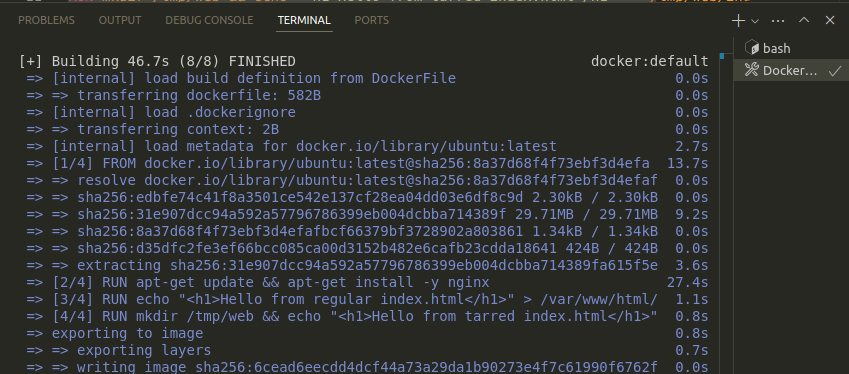 PROBLEMS OUTPUT DEBUG CONSOLE TERMINAL PORTS
[+] Building 46.7s (8/8) FINISHED docker:default
=> [internal] load build definition from DockerFile 0.0s
=> => transferring dockerfile: 582B 0.0s
=> [internal] load .dockerignore 0.0s
=> => transferring context: 2B 0.0s
=> [internal] load metadata for docker.io/library/ubuntu:latest 2.7s
=> [1/4] FROM docker.io/library/ubuntu:latest@sha256:8a37d68f4f73ebf3d4efa 13.7s
=> => resolve docker.io/library/ubuntu:latest@sha256:8a37d68f4f73ebf3d4efaf 0.0s
=> => sha256:edbfe74c41f8a3501ce542e137cf28ea04dd03e6df8c9d 2.30kB / 2.30kB 0.0s
=> => sha256:31e907dcc94a592a57796786399eb004dcbba714389f 29.71MB / 29.71MB 9.2s
=> => sha256:8a37d68f4f73ebf3d4efafbcf66379bf3728902a803861 1.34kB / 1.34kB 0.0s
=> => sha256:d35dfc2fe3ef66bcc085ca00d3152b482e6cafb23cdda18641 424B / 424B 0.0s
=> => extracting sha256:31e907dcc94a592a57796786399eb004dcbba714389fa615f5e 3.6s
=> [2/4] RUN apt-get update && apt-get install -y nginx 27.4s
=> [3/4] RUN echo "<h1>Hello from regular index.html</h1>" > /var/www/html/ 1.1s
=> [4/4] RUN mkdir /tmp/web && echo "<h1>Hello from tarred index.html</h1>" 0.8s
=> exporting to image 0.8s
=> => exporting layers 0.7s
=> => writing image sha256:6cead6eecdd4dcf44a73a29da1b90273e4f7c61990f6762f 0.0s
bash
Docker...